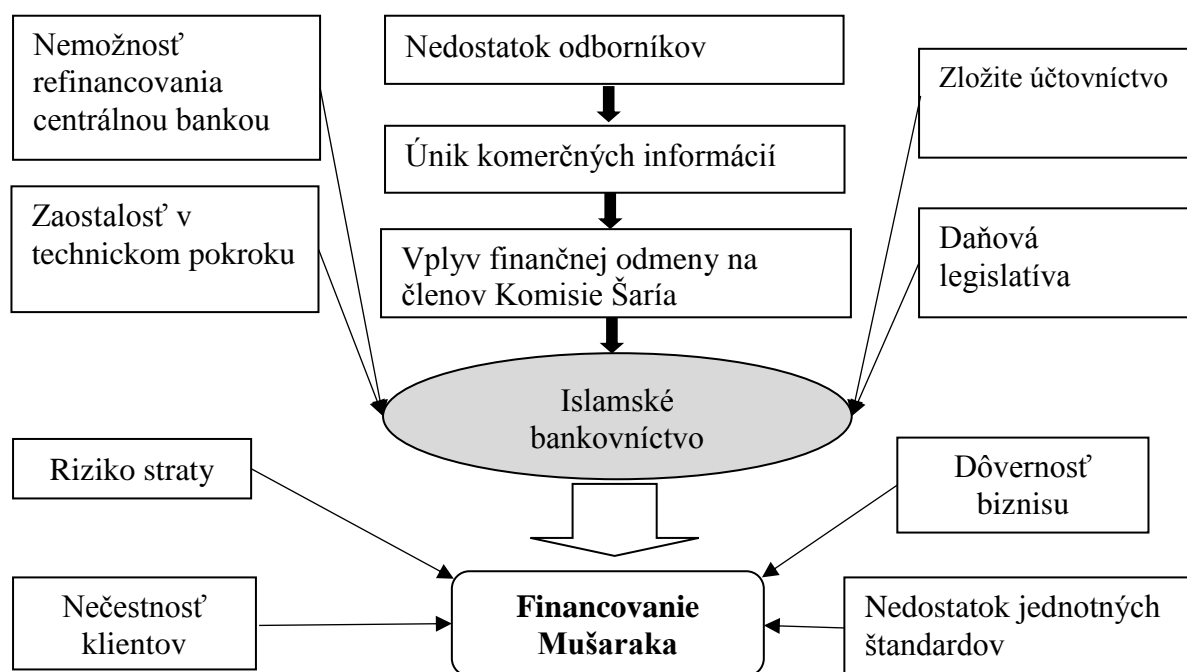 Nemožnosť
refinancovania
centrálnou bankou
Nedostatok odborníkov
Zložite účtovníctvo
Únik komerčných informácií
Zaostalosť v
technickom pokroku
Vplyv finančnej odmeny na
členov Komisie Šaría
Daňová
legislatíva
Islamské
bankovníctvo
Riziko straty
Dôvernosť
biznisu
Nečestnosť
klientov
Financovanie
Mušaraka
Nedostatok jednotných
štandardov